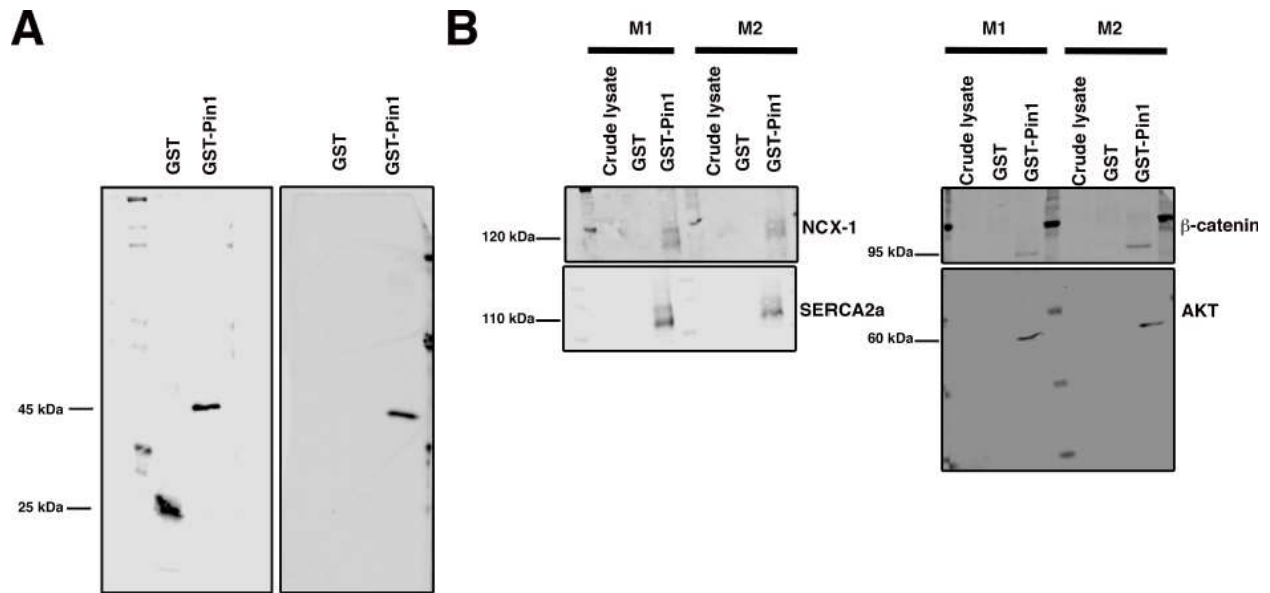 A
GST
GST-Pin1
GST
GST-Pin1
45 kDa
25 kDa
B
M1
M2
Crude lysate
GST
GST-Pin1
Crude lysate
GST
GST-Pin1
120 kDa
NCX-1
110 kDa
SERCA2a
M1
M2
Crude lysate
GST
GST-Pin1
Crude lysate
GST
GST-Pin1
95 kDa
β-catenin
60 kDa
AKT